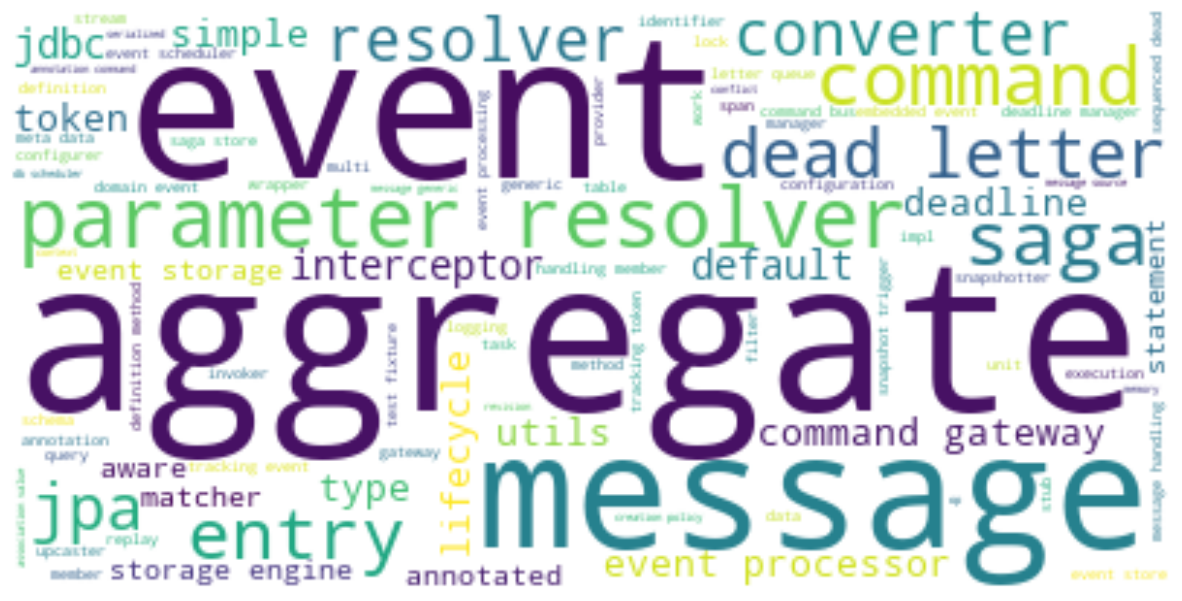 stream
jdbc
serialized
simple
resolver
identifier
converter
event scheduler
lock
annotation command
event
letter queue
command
sequenced dead
definition
conflict
token
provider
work
span
command bus
embedded event
deadline manager
manager
meta data
saga store
event processing
dead letter
configurer
multi
db scheduler
domain event
wrapper
message generic
generic
table
configuration
message source
parameter resolver
deadline
impl
saga
context
event storage
interceptor
handling member
default
snapshotter
statement
aggregate
definition method
test fixture
logging
task
tracking token
filter
snapshot trigger
invoker
method
unit
execution
memory
lifecycle
revision
schema
utils
command gateway
message handling
annotation
query
gateway
aware
tracking event
message
association value
jpa
matcher
type
entry
creation policy
data
stub
replay
upcaster
member
storage engine
annotated
event processor
event store